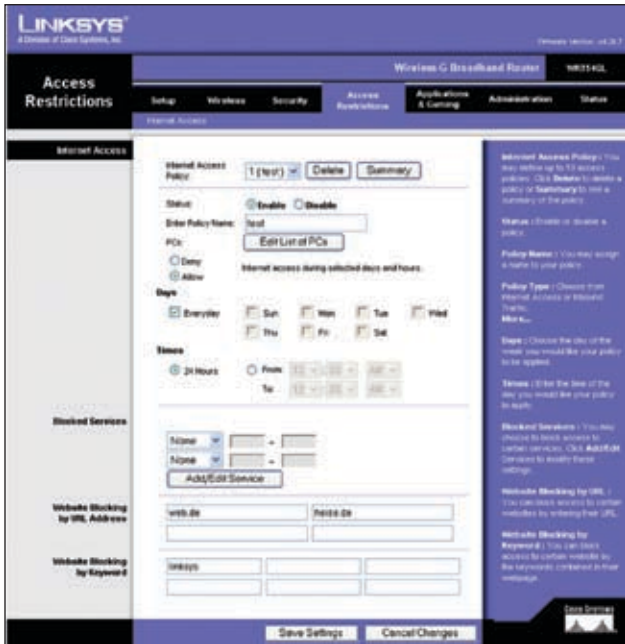 LINKSYS®
A Division of Cisco Systems, Inc.
Wireless-G Broadband Router
WRT54GL
Access Restrictions
Setup
Wireless
Security
Access Restrictions
Applications & Gaming
Administration
Status
Internet Access
Internet Access
Internet Access Policy:
1 (test)
Delete
Summary
Status:
Enable
Disable
Enter Policy Name:
test
PCs:
Edit List of PCs
Deny
Allow
Internet access during selected days and hours.
Days
Everyday
Sun
Mon
Tue
Wed
Thu
Fri
Sat
Times
24 Hours
From:
To:
Blocked Services
None
-
None
-
Add/Edit Service
Website Blocking by URL Address
web.de
heise.de
Website Blocking by Keyword
linksys
Internet Access Policy : You
may define up to 10 access
policies. Click Delete to delete a
policy or Summary to see a
summary of the policy.
Status : Enable or disable a
policy.
Policy Name : You may assign
a name to your policy.
Policy Type : Choose from
Internet Access or Inbound
Traffic.
More...
Days : Choose the day of the
week you would like your policy
to be applied.
Times : Enter the time of the
day you would like your policy
to apply.
Blocked Services : You may
choose to block access to
certain services. Click Add/Edit
Services to modify these
settings.
Website Blocking by URL :
You can block access to certain
websites by entering their URL.
Website Blocking by
Keyword : You can block
access to certain website by
the keywords contained in their
webpage.
Save Settings
Cancel Changes
Cisco Systems